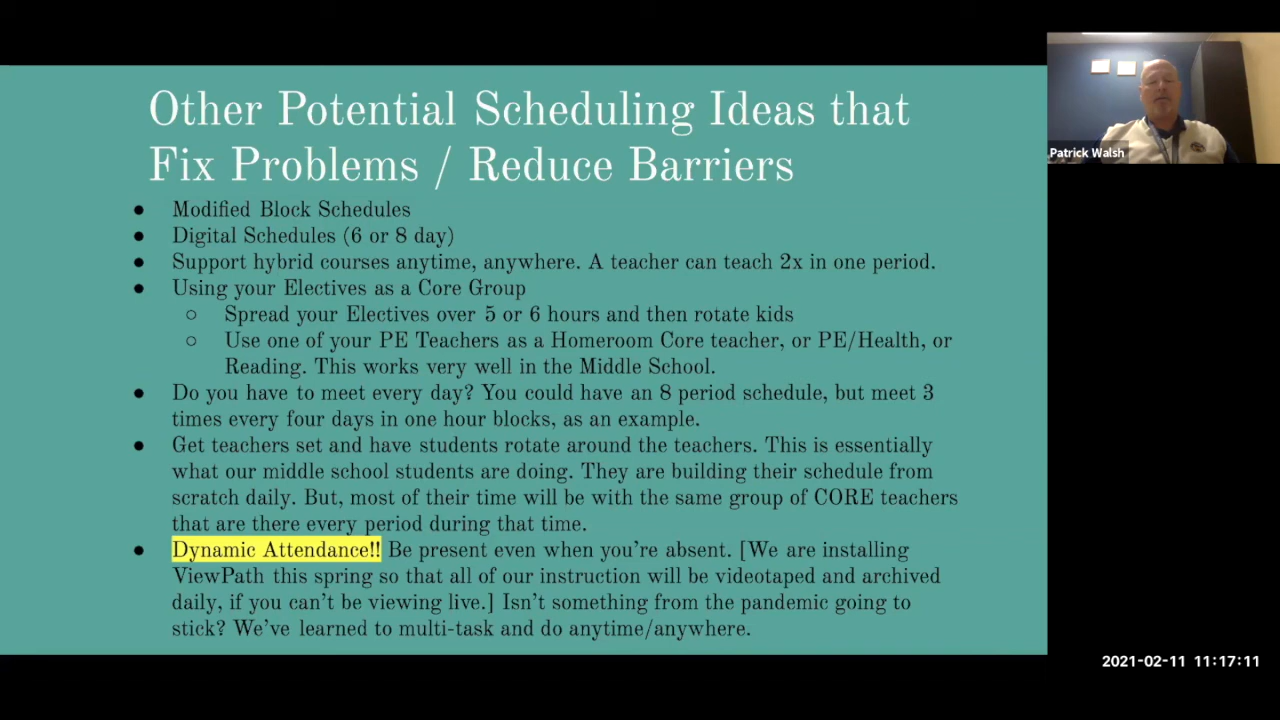 Other Potential Scheduling Ideas that
Fix Problems / Reduce Barriers
● Modified Block Schedules
● Digital Schedules (6 or 8 day)
● Support hybrid courses anytime, anywhere. A teacher can teach 2x in one period.
● Using your Electives as a Core Group
○ Spread your Electives over 5 or 6 hours and then rotate kids
○ Use one of your PE Teachers as a Homeroom Core teacher, or PE/Health, or
Reading. This works very well in the Middle School.
● Do you have to meet every day? You could have an 8 period schedule, but meet 3
times every four days in one hour blocks, as an example.
● Get teachers set and have students rotate around the teachers. This is essentially
what our middle school students are doing. They are building their schedule from
scratch daily. But, most of their time will be with the same group of CORE teachers
that are there every period during that time.
● Dynamic Attendance!! Be present even when you're absent. [We are installing
ViewPath this spring so that all of our instruction will be videotaped and archived
daily, if you can't be viewing live.] Isn't something from the pandemic going to
stick? We've learned to multi-task and do anytime/anywhere.
Patrick Walsh
2021-02-11 11:17:11